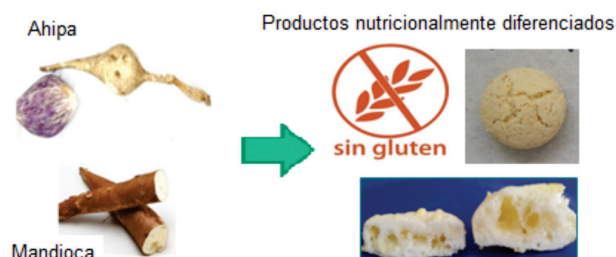 Ahipa
Productos nutricionalmente diferenciados
sin gluten
Mandioca